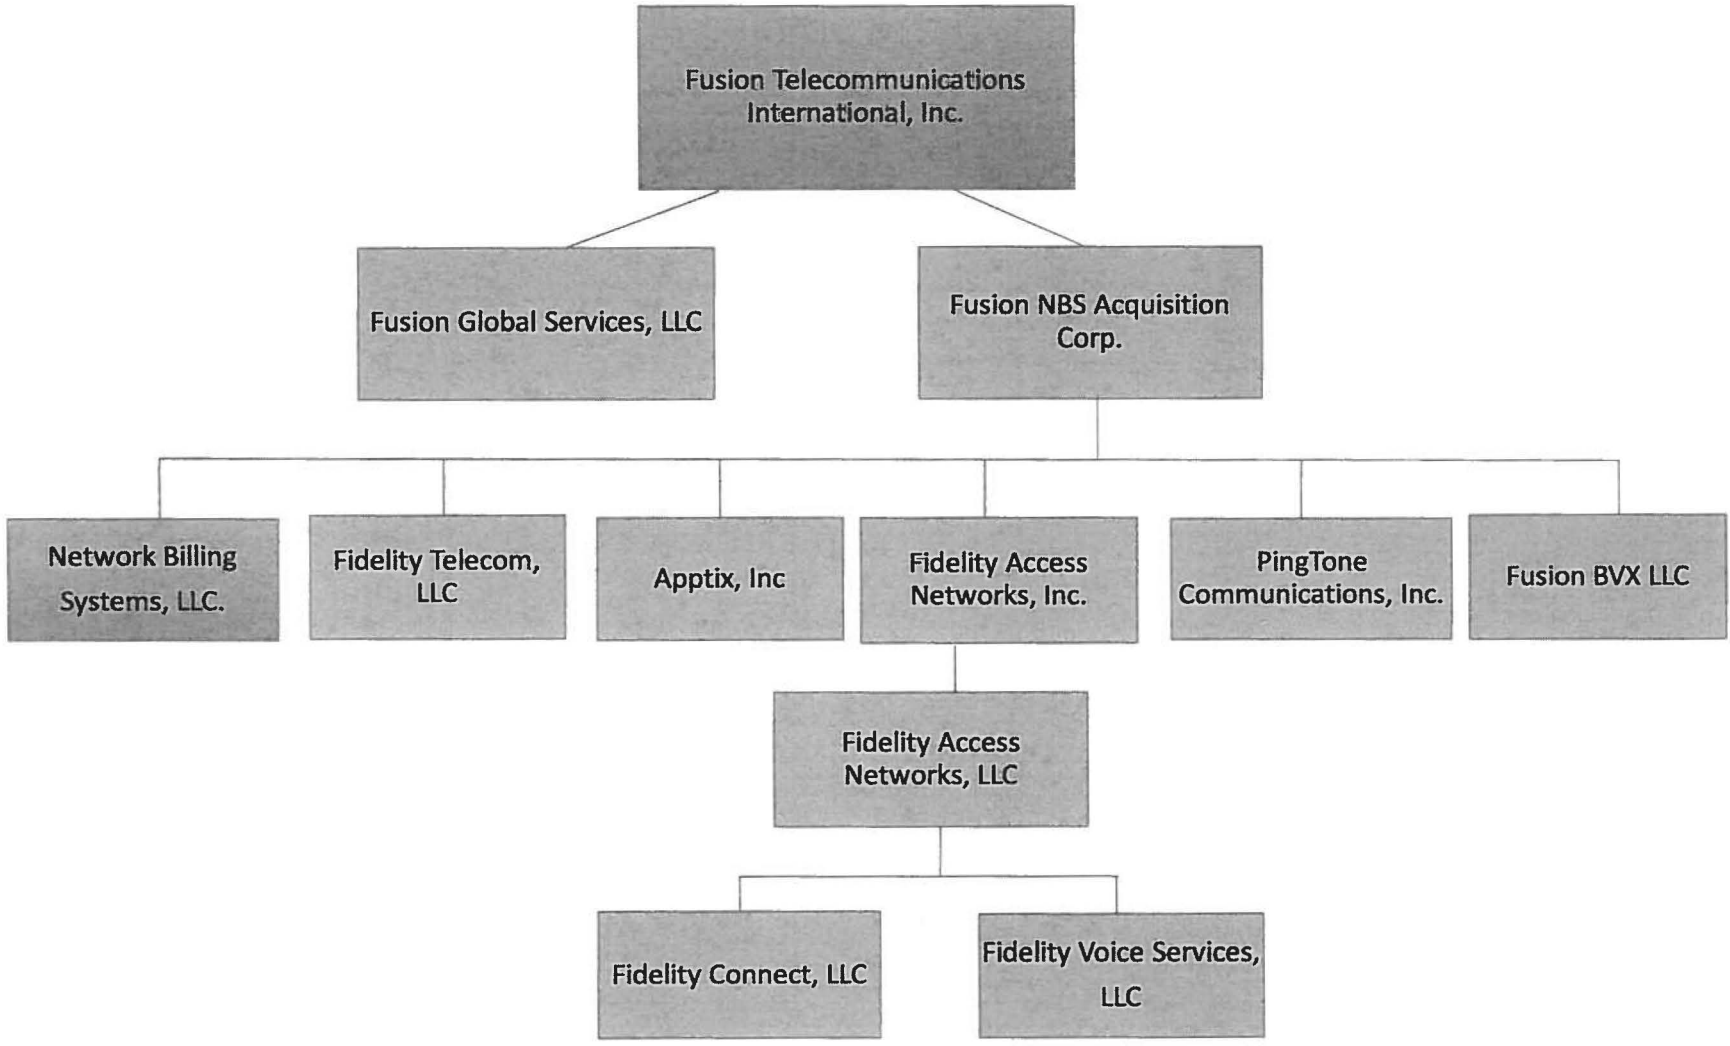 Fusion Telecommunications
International, Inc.
Fusion Global Services, LLC
Fusion NBS Acquisition
Corp.
Network Billing
Systems, LLC.
Fidelity Telecom,
LLC
Apptix, Inc
Fidelity Access
Networks, Inc.
PingTone
Communications, Inc.
Fusion BVX LLC
Fidelity Access
Networks, LLC
Fidelity Connect, LLC
Fidelity Voice Services,
LLC